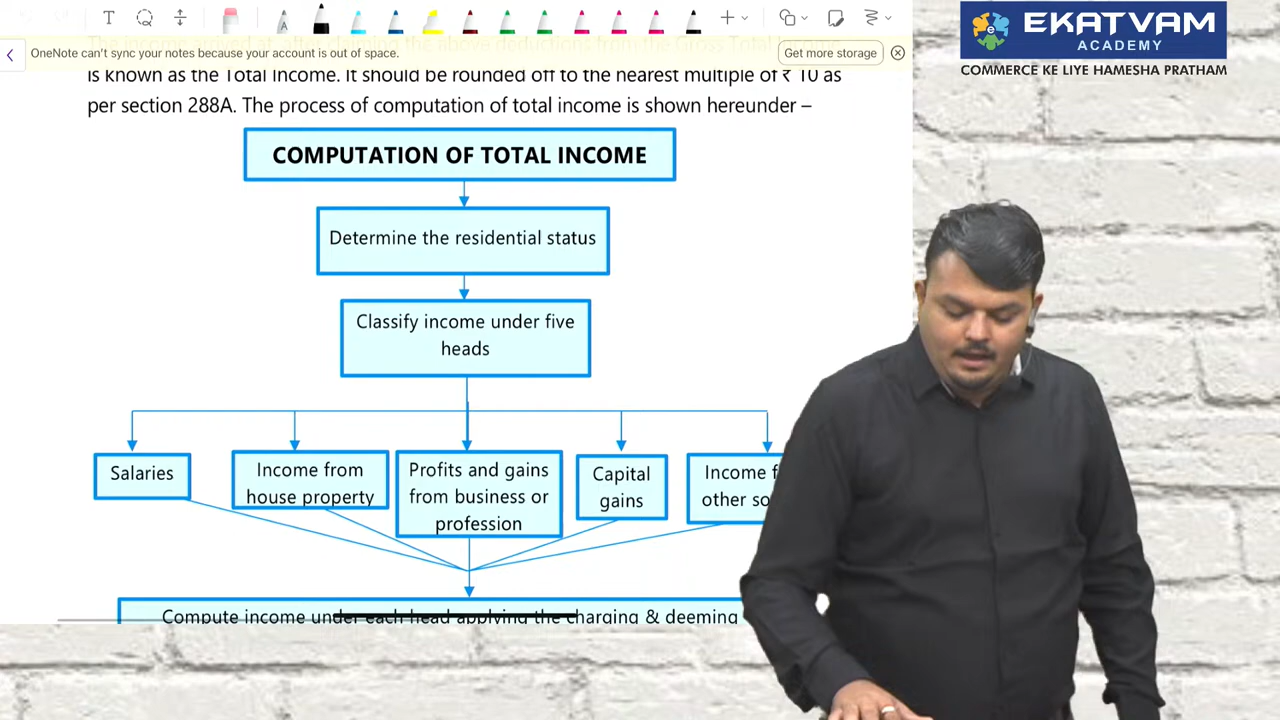 EKATVAM
ACADEMY
COMMERCE KE LIYE HAMESHA PRATHAM
OneNote can't sync your notes because your account is out of space.
Get more storage
is known as the Total Income. It should be rounded off to the nearest multiple of ₹ 10 as
per section 288A. The process of computation of total income is shown hereunder –
COMPUTATION OF TOTAL INCOME
Determine the residential status
Classify income under five
heads
Salaries
Income from
house property
Profits and gains
from business or
profession
Capital
gains
Income
other
Compute income under each head applying the charging & deeming